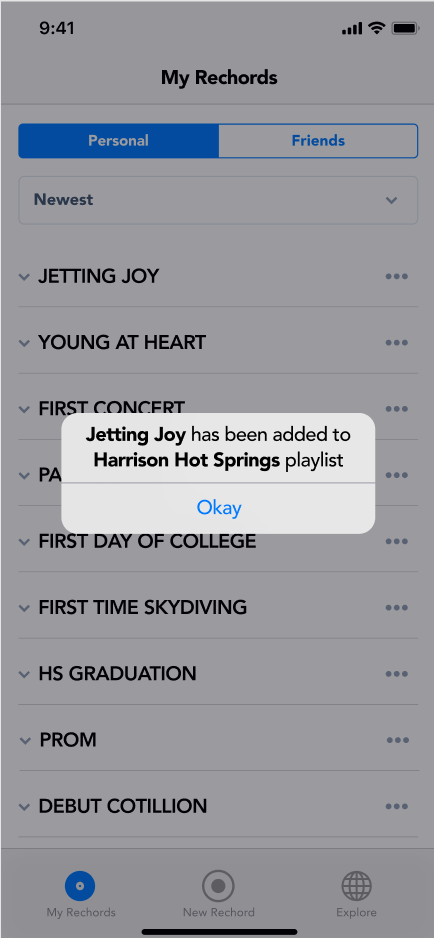 9:41
My Rechords
Personal
Friends
Newest
JETTING JOY
YOUNG AT HEART
FIRST CONCERT
Jetting Joy has been added to
Harrison Hot Springs playlist
PA
Okay
FIRST DAY OF COLLEGE
FIRST TIME SKYDIVING
HS GRADUATION
PROM
DEBUT COTILLION
My Rechords
New Rechord
Explore